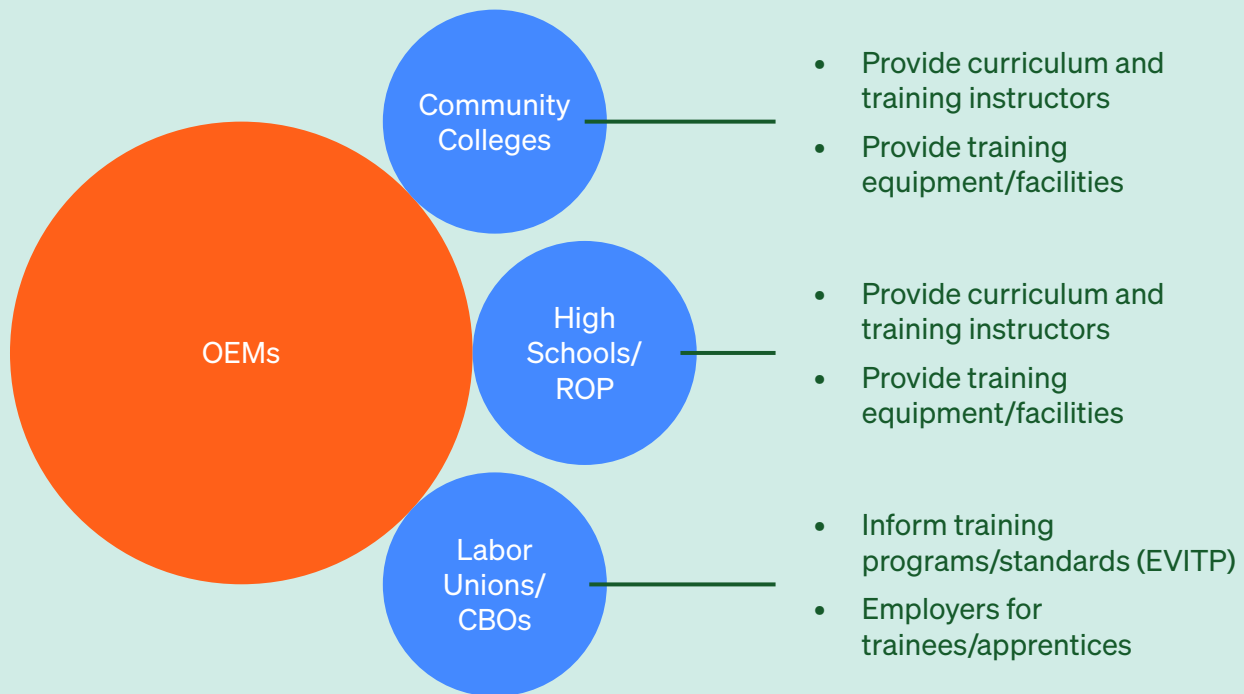 OEMs
Community
Colleges
• Provide curriculum and
training instructors
• Provide training
equipment/facilities
High
Schools/
ROP
• Provide curriculum and
training instructors
• Provide training
equipment/facilities
Labor
Unions/
CBOs
• Inform training
programs/standards (EVITP)
• Employers for
trainees/apprentices